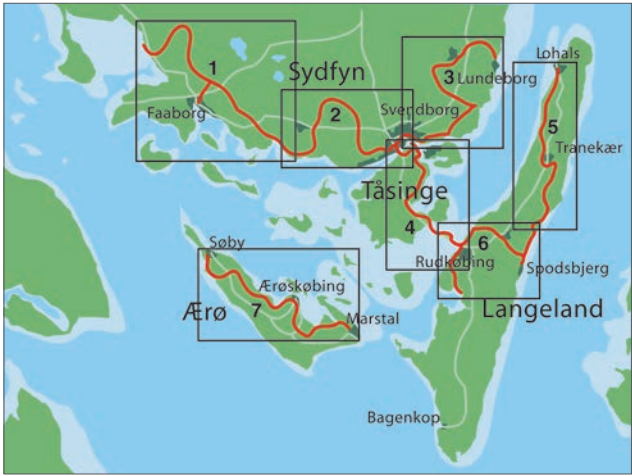 Lohals
1
Sydfyn
3
Lundeborg
Faaborg
2
Svendborg
5
Tranekær
Tåsinge
4
6
Søby
Rudkøbing
Spodsbjerg
Ærøskøbing
Ærø
7
Marstal
Langeland
Bagenkop